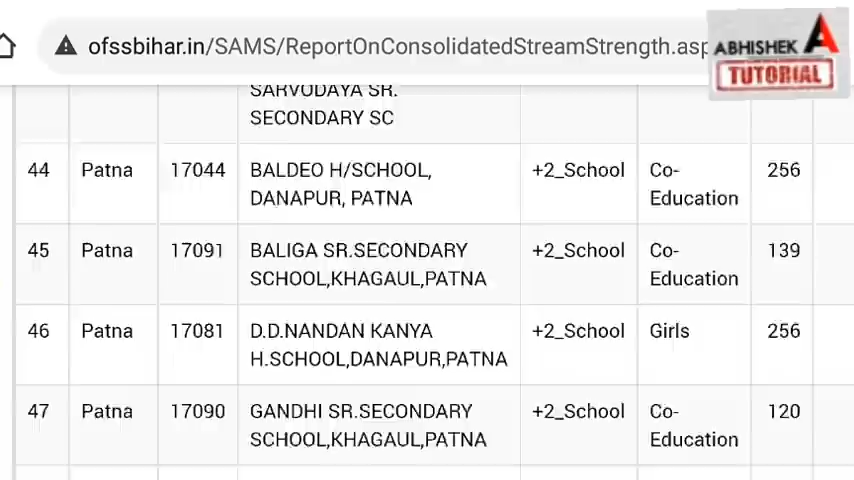 ofssbihar.in/SAMS/ReportOnConsolidatedStreamStrength.asp
ABHISHEK A
TUTORIAL
SARVODAYA SR.
SECONDARY SC
44 Patna 17044 BALDEO H/SCHOOL, +2_School Co- 256
DANAPUR, PATNA Education
45 Patna 17091 BALIGA SR.SECONDARY +2_School Co- 139
SCHOOL,KHAGAUL,PATNA Education
46 Patna 17081 D.D.NANDAN KANYA +2_School Girls 256
H.SCHOOL,DANAPUR,PATNA
47 Patna 17090 GANDHI SR.SECONDARY +2_School Co- 120
SCHOOL,KHAGAUL,PATNA Education